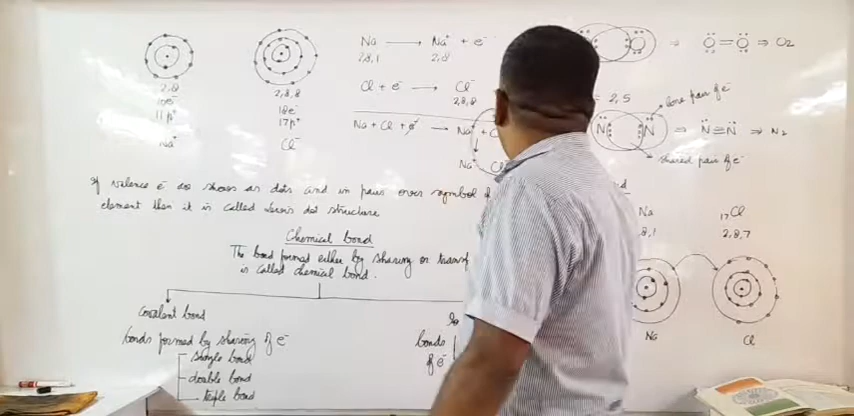 2,8
10e⁻
11p⁺
Na⁺
2,8,8
18e⁻
17p⁺
Cl⁻
Na ⟶ Na⁺ + e⁻
2,8,1 2,8
Cl + e⁻ ⟶ Cl⁻
2,8,8
Na + Cl + e⁻ ⟶ Na⁺ +
Na⁺ Cl
⇒ O = O ⇒ O₂
2,5
lone pair of e⁻
N N ⇒ N ≡ N ⇒ N₂
shared pair of e⁻
If valence e⁻ as shown as dots and in pairs over symbol of
element then it is called Lewis dot structure
Chemical bond
The bond formed either by sharing or transf
is called chemical bond.
Covalent bond
bonds formed by sharing of e⁻
single bond
double bond
triple bond
bonds
of e⁻
Na ₁₇Cl
8,1 2,8,7
Na Cl